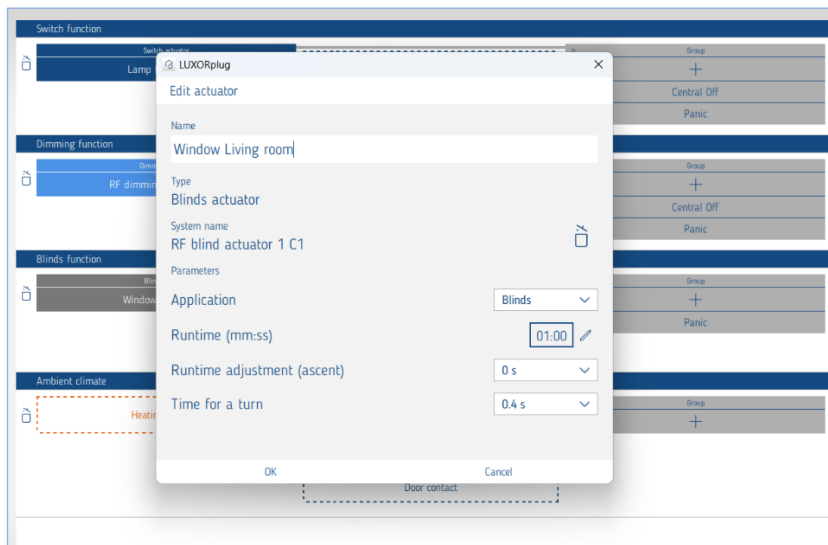 Switch function
Switch actuator
Lamp
Group
Central Off
Panic
Dimming function
RF
Group
Central Off
Panic
Blinds function
Window
Group
Panic
Ambient climate
Group
Door contact
LUXORplug
Edit actuator
Name
Window Living room
Type
Blinds actuator
System name
RF blind actuator 1 C1
Parameters
Application
Blinds
Runtime (mm:ss)
01:00
Runtime adjustment (ascent)
0 s
Time for a turn
0.4 s
OK
Cancel